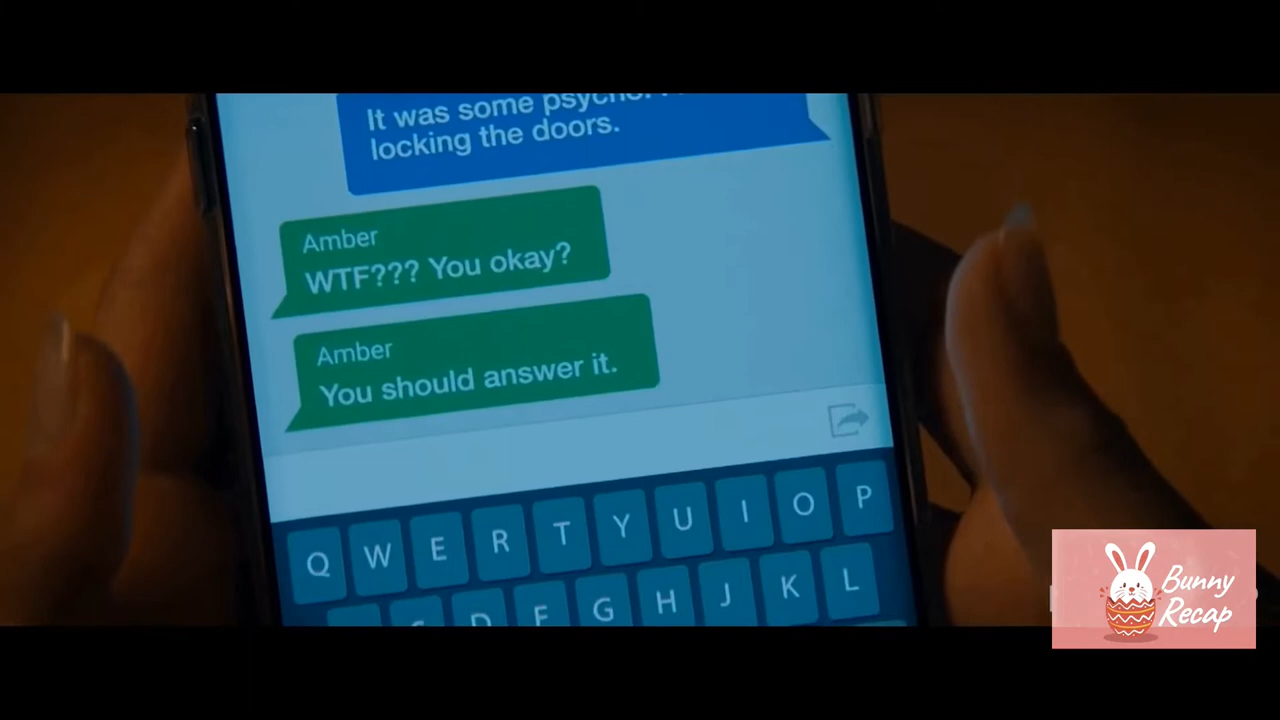 It was some psycho.
locking the doors.
Amber
WTF??? You okay?
Amber
You should answer it.
Q W E R T Y U I O P
D F G H J K L
Bunny
Recap